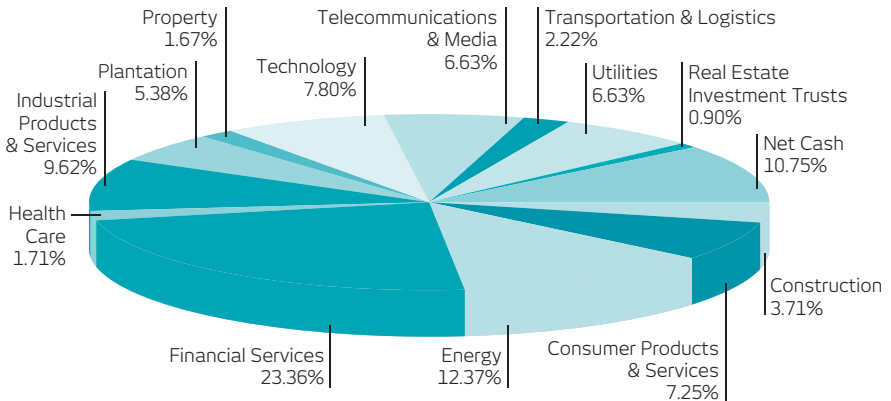 Property
1.67%
Telecommunications
& Media
6.63%
Transportation & Logistics
2.22%
Plantation
5.38%
Technology
7.80%
Utilities
6.63%
Real Estate
Investment Trusts
0.90%
Industrial
Products
& Services
9.62%
Net Cash
10.75%
Health
Care
1.71%
Construction
3.71%
Financial Services
23.36%
Energy
12.37%
Consumer Products
& Services
7.25%